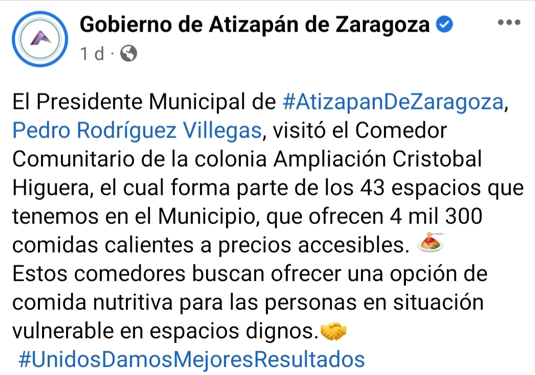 Gobierno de Atizapán de Zaragoza
1 d ·
El Presidente Municipal de #AtizapanDeZaragoza,
Pedro Rodríguez Villegas, visitó el Comedor
Comunitario de la colonia Ampliación Cristobal
Higuera, el cual forma parte de los 43 espacios que
tenemos en el Municipio, que ofrecen 4 mil 300
comidas calientes a precios accesibles. 🍝
Estos comedores buscan ofrecer una opción de
comida nutritiva para las personas en situación
vulnerable en espacios dignos.🤝
#UnidosDamosMejoresResultados